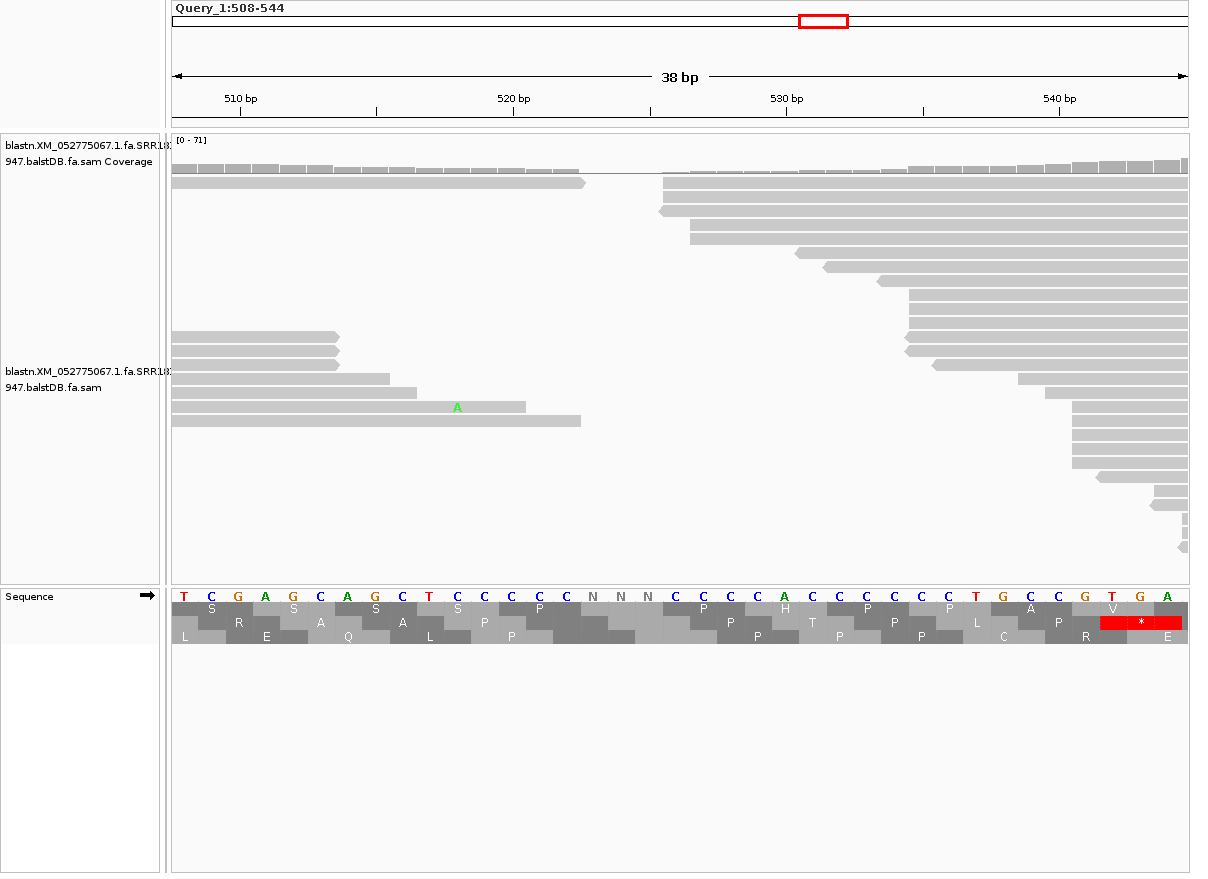 Query_1:508-544
38 bp
510 bp 520 bp 530 bp 540 bp
[0 - 71]
blastn.XM_052775067.1.fa.SRR18
947.balstDB.fa.sam Coverage
blastn.XM_052775067.1.fa.SRR18
947.balstDB.fa.sam
A
Sequence
T C G A G C A G C T C C C C C N N N C C C C A C C C C C C T G C C G T G A
S S S S P P H P P A V
R A A P P T P L P *
L E Q L P P P P C R E